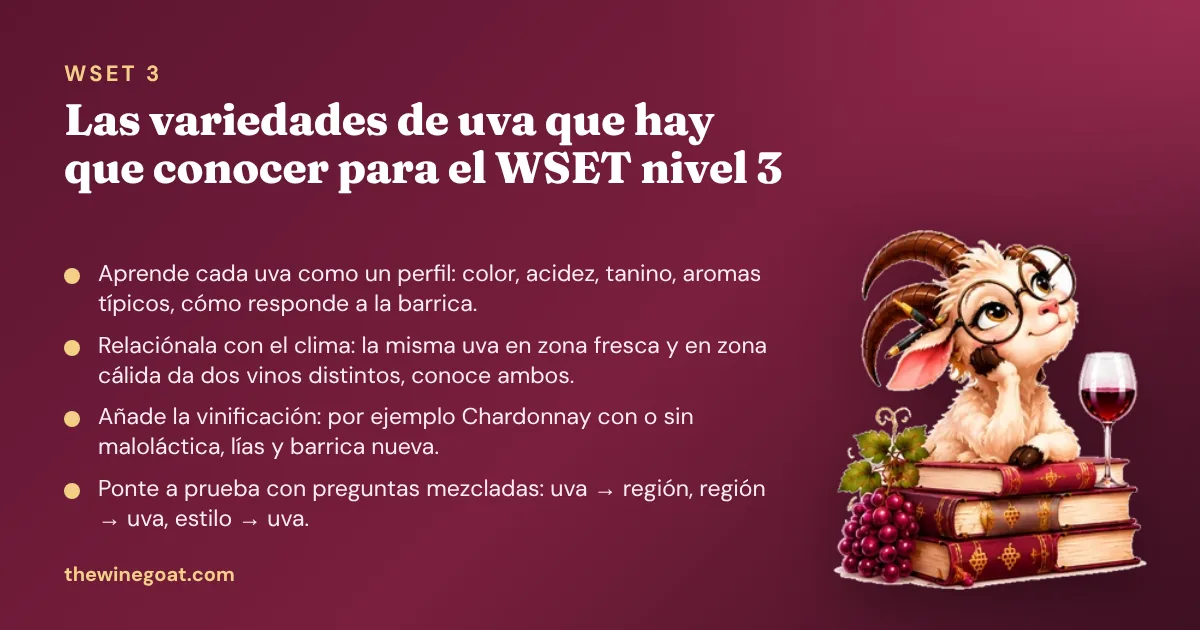 WSET 3
Las variedades de uva que hay
que conocer para el WSET nivel 3
Aprende cada uva como un perfil: color, acidez, tanino, aromas
típicos, cómo responde a la barrica.
Relaciónala con el clima: la misma uva en zona fresca y en zona
cálida da dos vinos distintos, conoce ambos.
Añade la vinificación: por ejemplo Chardonnay con o sin
maloláctica, lías y barrica nueva.
Ponte a prueba con preguntas mezcladas: uva → región, región
→ uva, estilo → uva.
thewinegoat.com